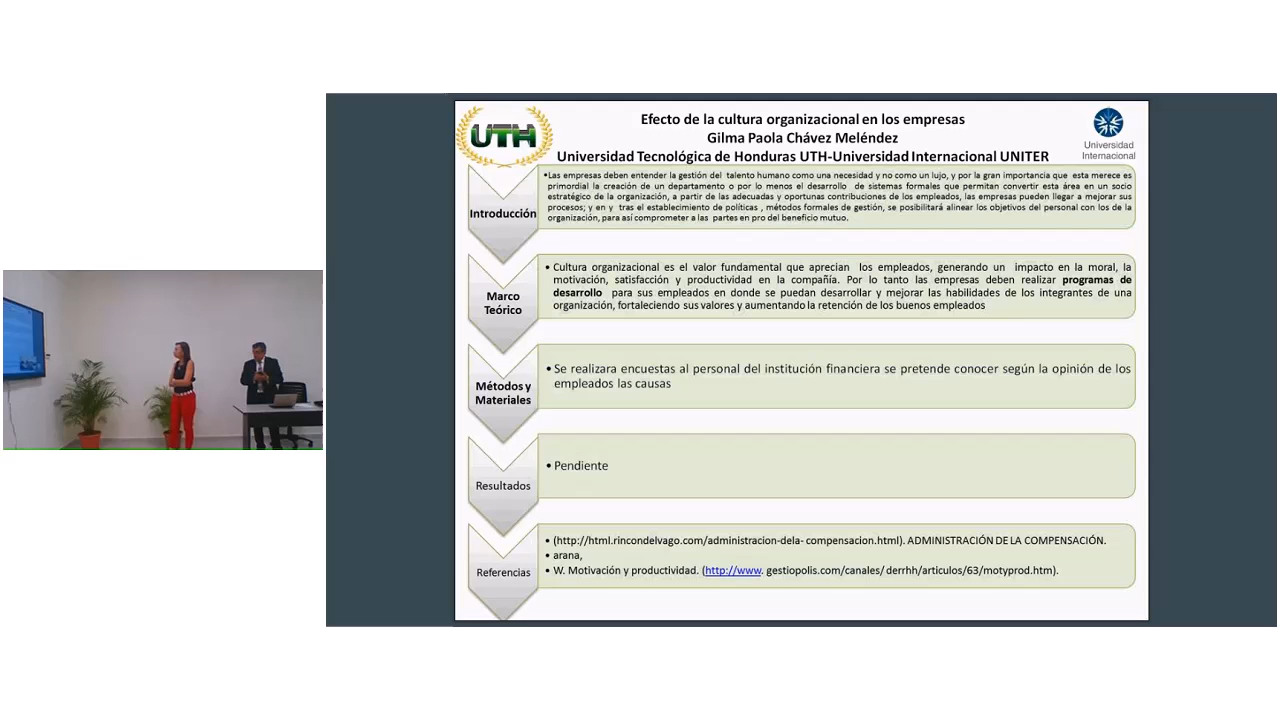 Efecto de la cultura organizacional en los empresas
Gilma Paola Chávez Meléndez
Universidad Tecnológica de Honduras UTH-Universidad Internacional UNITER
UTH
Universidad
Internacional
Introducción
•Las empresas deben entender la gestión del talento humano como una necesidad y no como un lujo, y por la gran importancia que esta merece es
primordial la creación de un departamento o por lo menos el desarrollo de sistemas formales que permitan convertir esta área en un socio
estratégico de la organización, a partir de las adecuadas y oportunas contribuciones de los empleados, las empresas pueden llegar a mejorar sus
procesos; y en y tras el establecimiento de políticas , métodos formales de gestión, se posibilitará alinear los objetivos del personal con los de la
organización, para así comprometer a las partes en pro del beneficio mutuo.
Marco
Teórico
• Cultura organizacional es el valor fundamental que aprecian los empleados, generando un impacto en la moral, la
motivación, satisfacción y productividad en la compañía. Por lo tanto las empresas deben realizar programas de
desarrollo para sus empleados en donde se puedan desarrollar y mejorar las habilidades de los integrantes de una
organización, fortaleciendo sus valores y aumentando la retención de los buenos empleados
Métodos y
Materiales
• Se realizara encuestas al personal del institución financiera se pretende conocer según la opinión de los
empleados las causas
Resultados
• Pendiente
Referencias
• (http://html.rincondelvago.com/administracion-dela- compensacion.html). ADMINISTRACIÓN DE LA COMPENSACIÓN.
• arana,
• W. Motivación y productividad. (http://www. gestiopolis.com/canales/ derrhh/articulos/63/motyprod.htm).